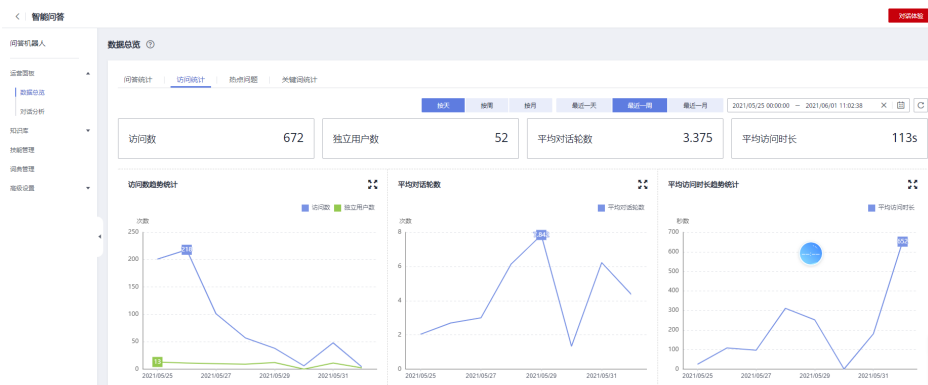 智能问答
对话体验
问答机器人
运营面板
数据总览
对话分析
知识库
技能管理
词典管理
高级设置
数据总览
问答统计 访问统计 热点问题 关键词统计
按天 按周 按月 最近一天 最近一周 最近一月 2021/05/25 00:00:00 – 2021/06/01 11:02:38
访问数 672
独立用户数 52
平均对话轮数 3.375
平均访问时长 113s
访问数趋势统计
访问数 独立用户数
次数
250
200
150
100
50
0
218
13
2021/05/25 2021/05/27 2021/05/29 2021/05/31
平均对话轮数
平均对话轮数
次数
8
6
4
2
0
2021/05/25 2021/05/27 2021/05/29 2021/05/31
平均访问时长趋势统计
平均访问时长
秒数
700
600
500
400
300
200
100
0
652
2021/05/25 2021/05/27 2021/05/29 2021/05/31